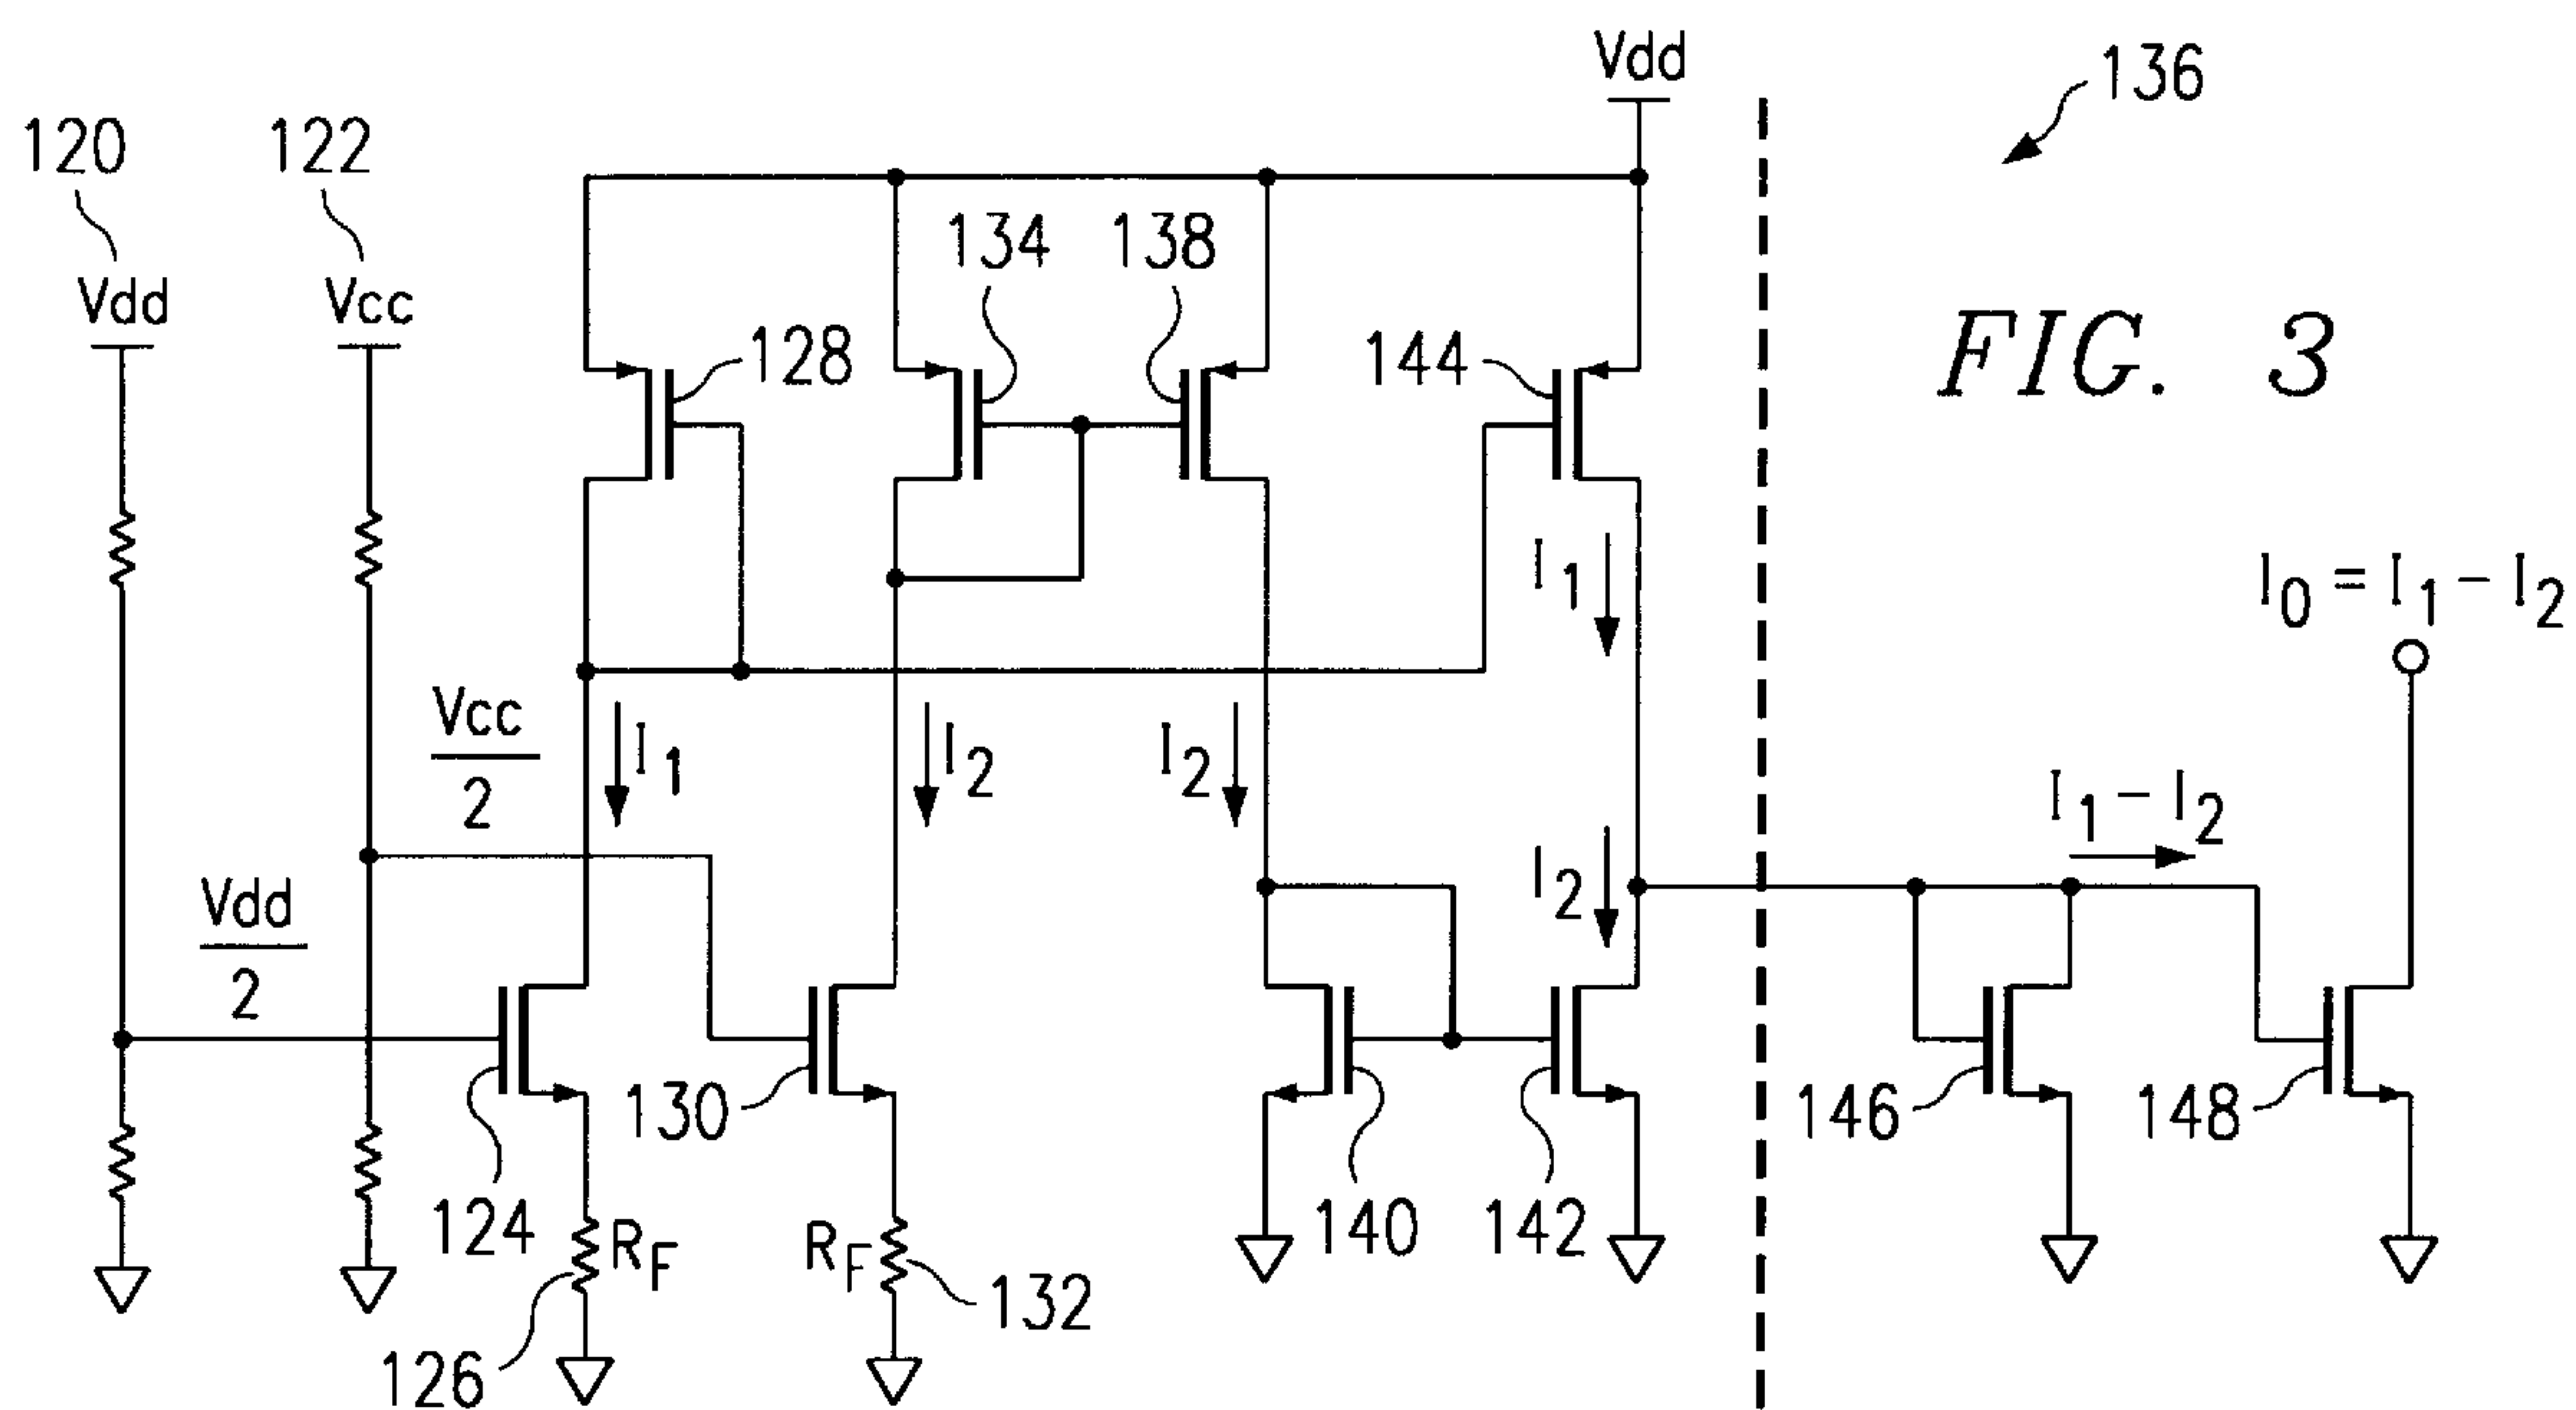 Vdd
136
120
122
134
138
Vdd
Vcc
128
144
FIG. 3
I1
I0 = I1 - I2
Vcc/2
I1
I2
I2
I1 - I2
Vdd/2
I2
130
146
148
124
RF
RF
140
142
132
126